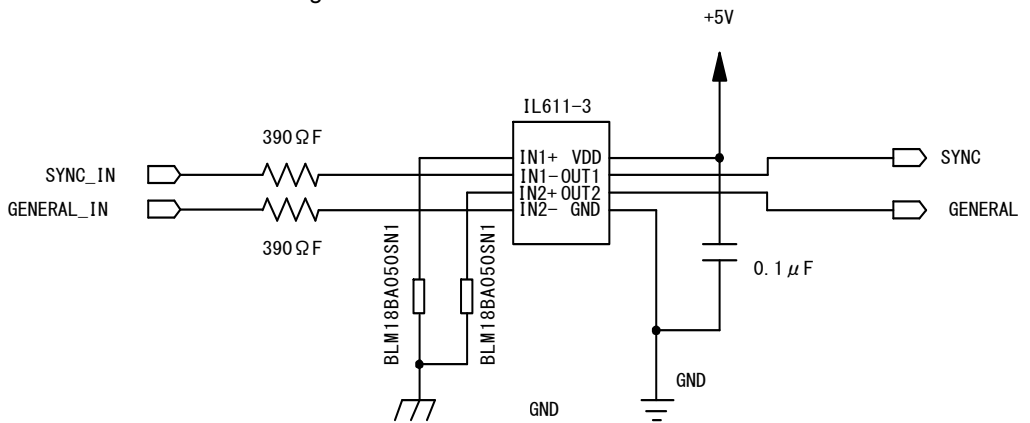 +5V
IL611-3
390ΩF
SYNC_IN
GENERAL_IN
390ΩF
IN1+ VDD
IN1- OUT1
IN2+ OUT2
IN2- GND
SYNC
GENERAL
0.1μF
BLM18BA050SN1
BLM18BA050SN1
GND
GND